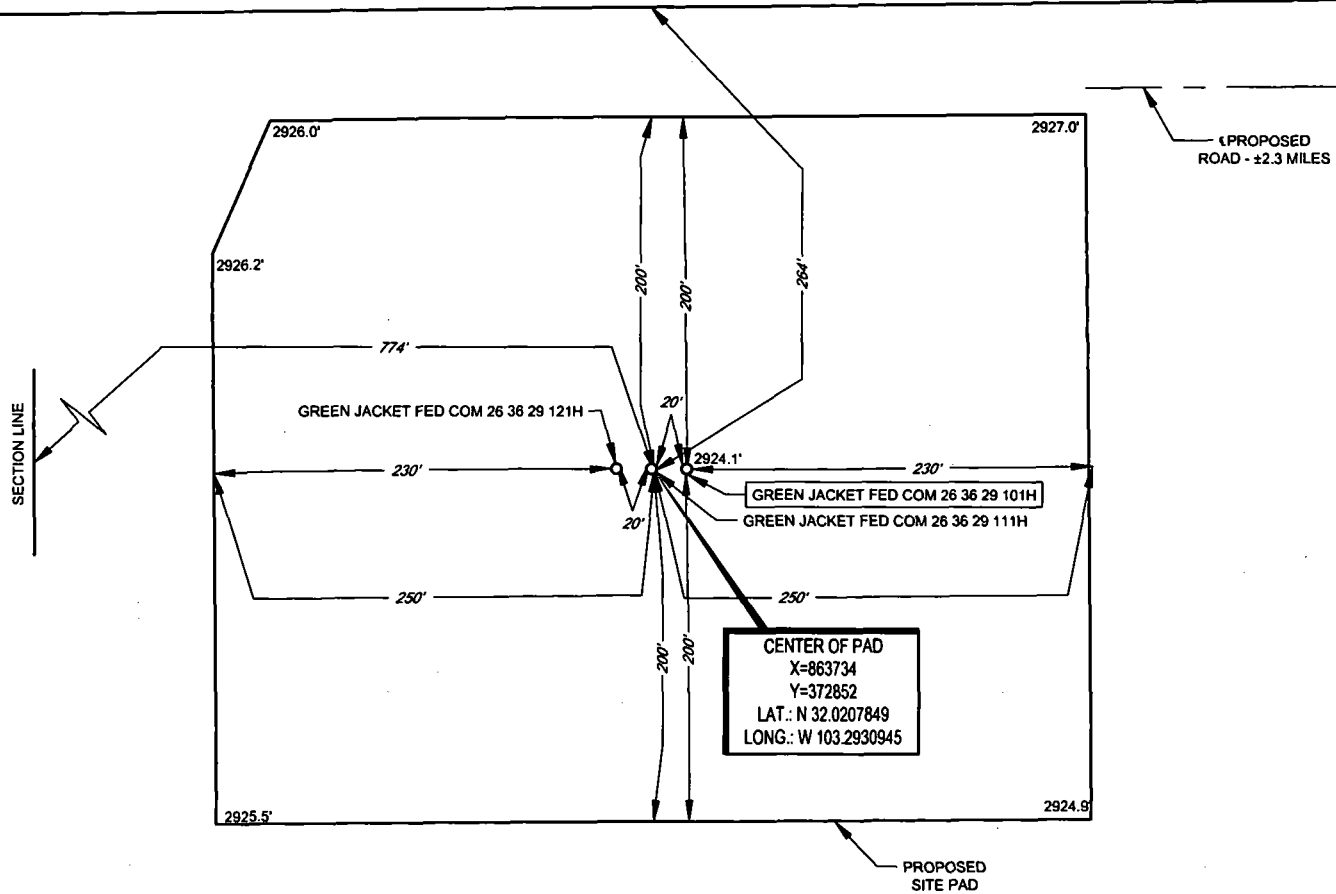 2926.0'
2927.0'
PROPOSED
ROAD - ±2.3 MILES
2926.2'
200'
200'
264'
774'
SECTION LINE
GREEN JACKET FED COM 26 36 29 121H
20'
2924.1'
230'
230'
GREEN JACKET FED COM 26 36 29 101H
20'
GREEN JACKET FED COM 26 36 29 111H
250'
250'
200'
200'
CENTER OF PAD
X=863734
Y=372852
LAT.: N 32.0207849
LONG.: W 103.2930945
2925.5'
2924.9'
PROPOSED
SITE PAD